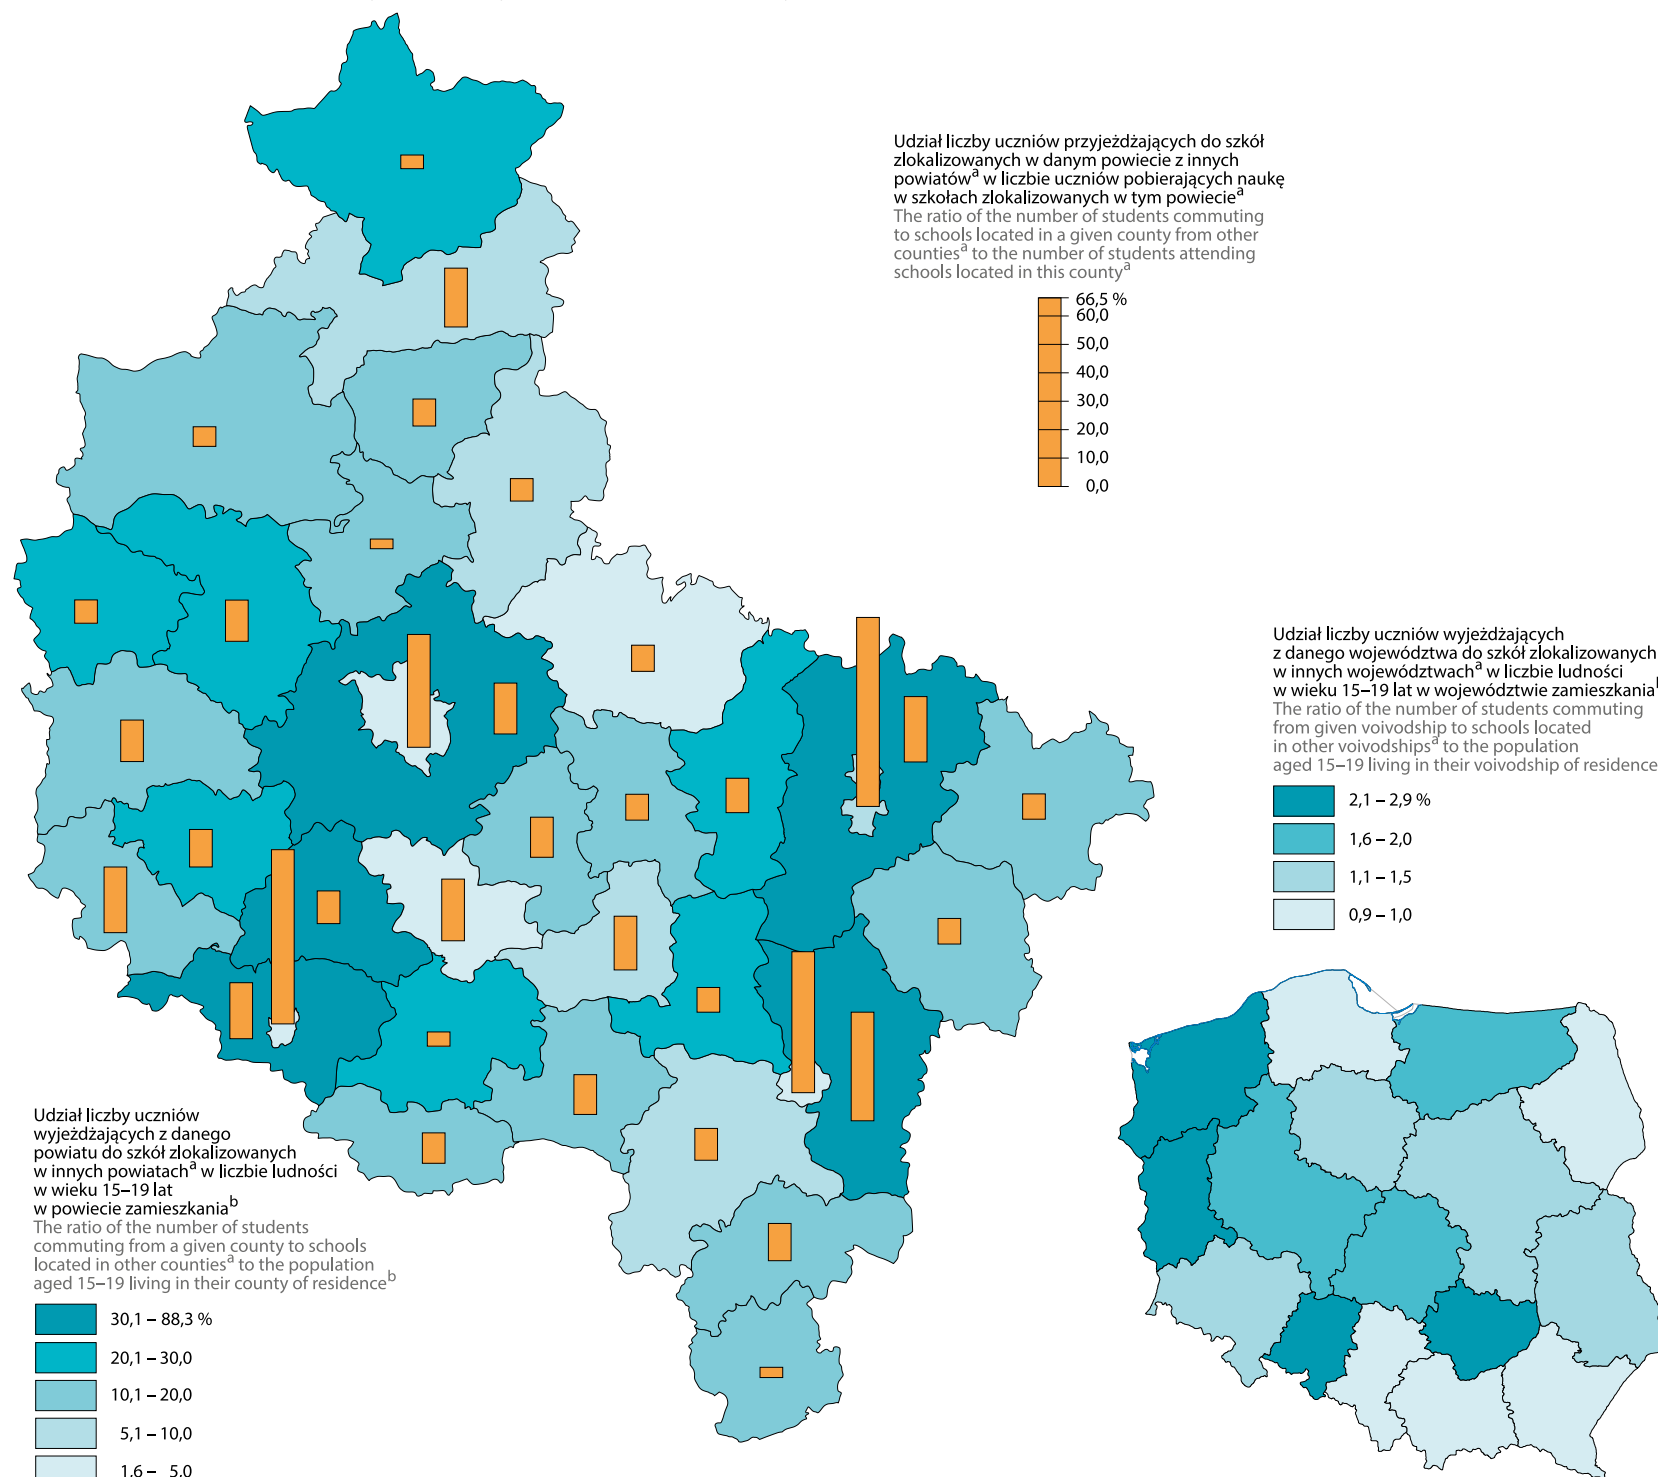 Udział liczby uczniów przyjeżdżających do szkół
zlokalizowanych w danym powiecie z innych
powiatówᵃ w liczbie uczniów pobierających naukę
w szkołach zlokalizowanych w tym powiecieᵃ
The ratio of the number of students commuting
to schools located in a given county from other
countiesᵃ to the number of students attending
schools located in this countyᵃ
66,5 %
60,0
50,0
40,0
30,0
20,0
10,0
0,0
Udział liczby uczniów wyjeżdżających
z danego województwa do szkół zlokalizowanych
w innych województwachᵃ w liczbie ludności
w wieku 15–19 lat w województwie zamieszkania
The ratio of the number of students commuting
from given voivodship to schools located
in other voivodshipsᵃ to the population
aged 15–19 living in their voivodship of residence
2,1 – 2,9 %
1,6 – 2,0
1,1 – 1,5
0,9 – 1,0
Udział liczby uczniów
wyjeżdżających z danego
powiatu do szkół zlokalizowanych
w innych powiatachᵃ w liczbie ludności
w wieku 15–19 lat
w powiecie zamieszkaniaᵇ
The ratio of the number of students
commuting from a given county to schools
located in other countiesᵃ to the population
aged 15–19 living in their county of residenceᵇ
30,1 – 88,3 %
20,1 – 30,0
10,1 – 20,0
5,1 – 10,0
1,6 – 5,0